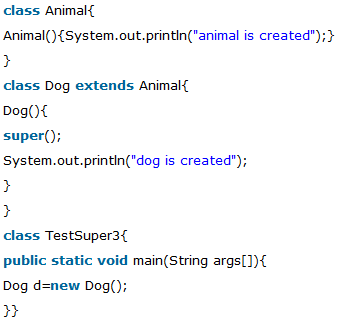 class Animal{
Animal(){System.out.println("animal is created");}
}
class Dog extends Animal{
Dog(){
super();
System.out.println("dog is created");
}
}
class TestSuper3{
public static void main(String args[]){
Dog d=new Dog();
}}